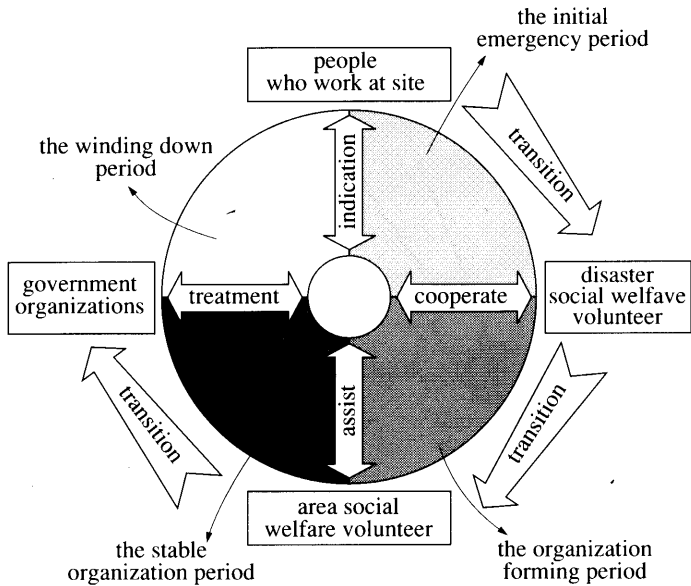 the initial
emergency period
people
who work at site
transition
the winding down
period
indication
government
organizations
treatment
cooperate
disaster
social welfave
volunteer
transition
assist
transition
area social
welfare volunteer
the stable
organization period
the organization
forming period